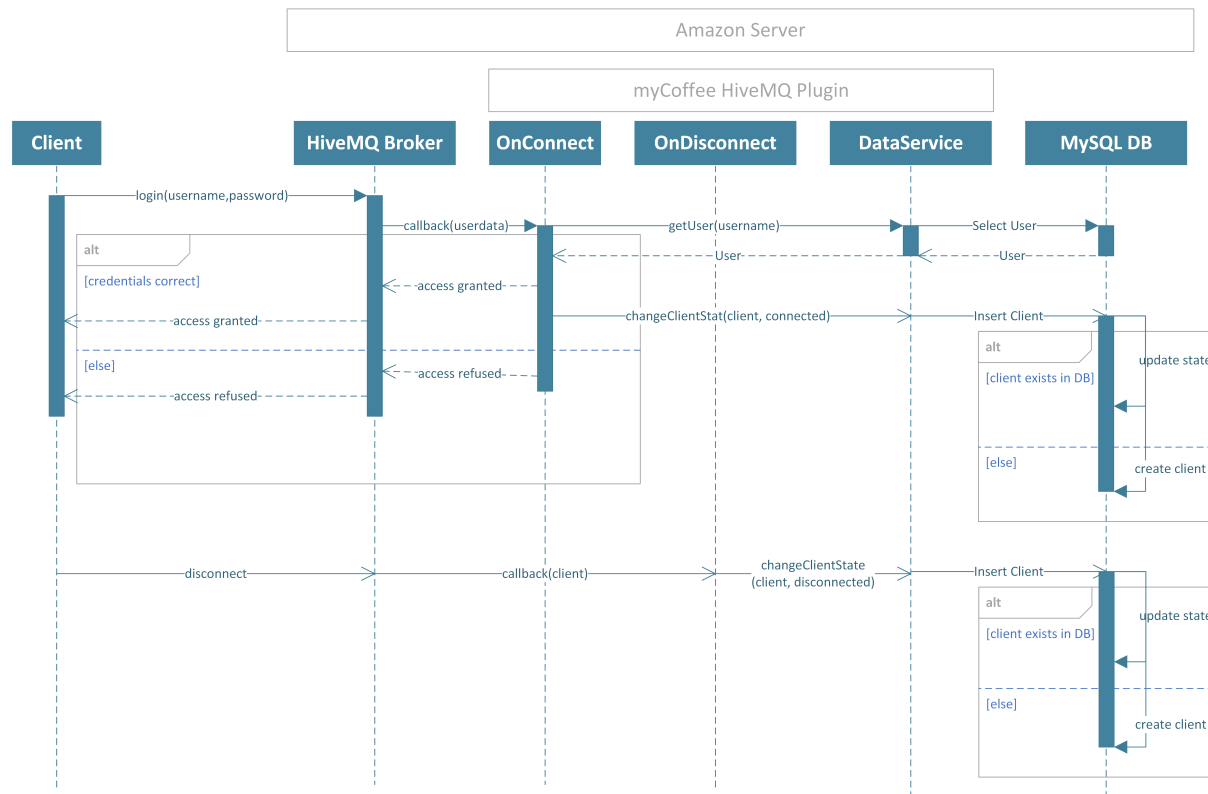 Amazon Server
myCoffee HiveMQ Plugin
Client
HiveMQ Broker
OnConnect
OnDisconnect
DataService
MySQL DB
login(username,password)
callback(userdata)
getUser(username)
Select User
alt
User
User
[credentials correct]
access granted
access granted
changeClientStat(client, connected)
Insert Client
alt
update state
[else]
access refused
[client exists in DB]
access refused
[else]
create client
disconnect
callback(client)
changeClientState
(client, disconnected)
Insert Client
alt
update state
[client exists in DB]
[else]
create client